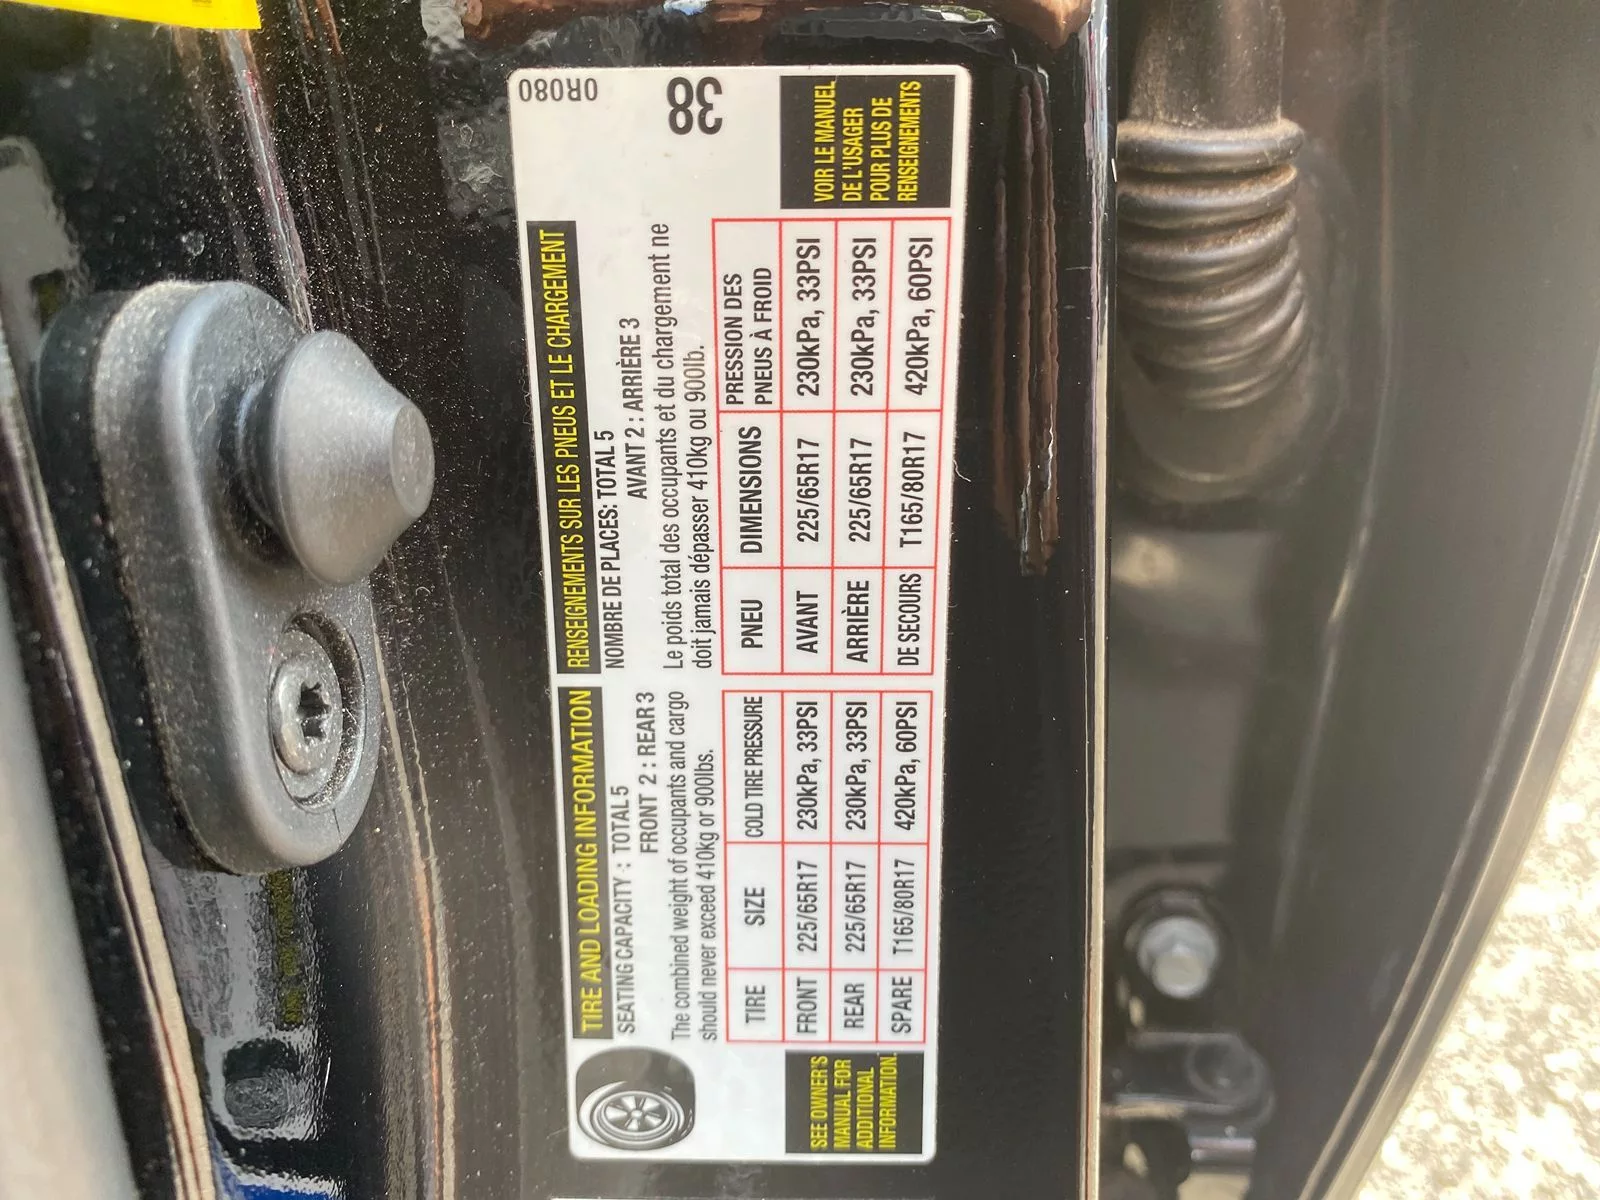 TIRE AND LOADING INFORMATION
SEATING CAPACITY : TOTAL 5
FRONT 2 : REAR 3
The combined weight of occupants and cargo
should never exceed 410kg or 900lbs.
TIRE SIZE COLD TIRE PRESSURE
FRONT 225/65R17 230kPa, 33PSI
REAR 225/65R17 230kPa, 33PSI
SPARE T165/80R17 420kPa, 60PSI
SEE OWNER'S
MANUAL FOR
ADDITIONAL
INFORMATION.
RENSEIGNEMENTS SUR LES PNEUS ET LE CHARGEMENT
NOMBRE DE PLACES: TOTAL 5
AVANT 2 : ARRIÈRE 3
Le poids total des occupants et du chargement ne
doit jamais dépasser 410kg ou 900lb.
PNEU DIMENSIONS PRESSION DES
PNEUS À FROID
AVANT 225/65R17 230kPa, 33PSI
ARRIÈRE 225/65R17 230kPa, 33PSI
DE SECOURS T165/80R17 420kPa, 60PSI
VOIR LE MANUEL
DE L'USAGER
POUR PLUS DE
RENSEIGNEMENTS
0R080
38